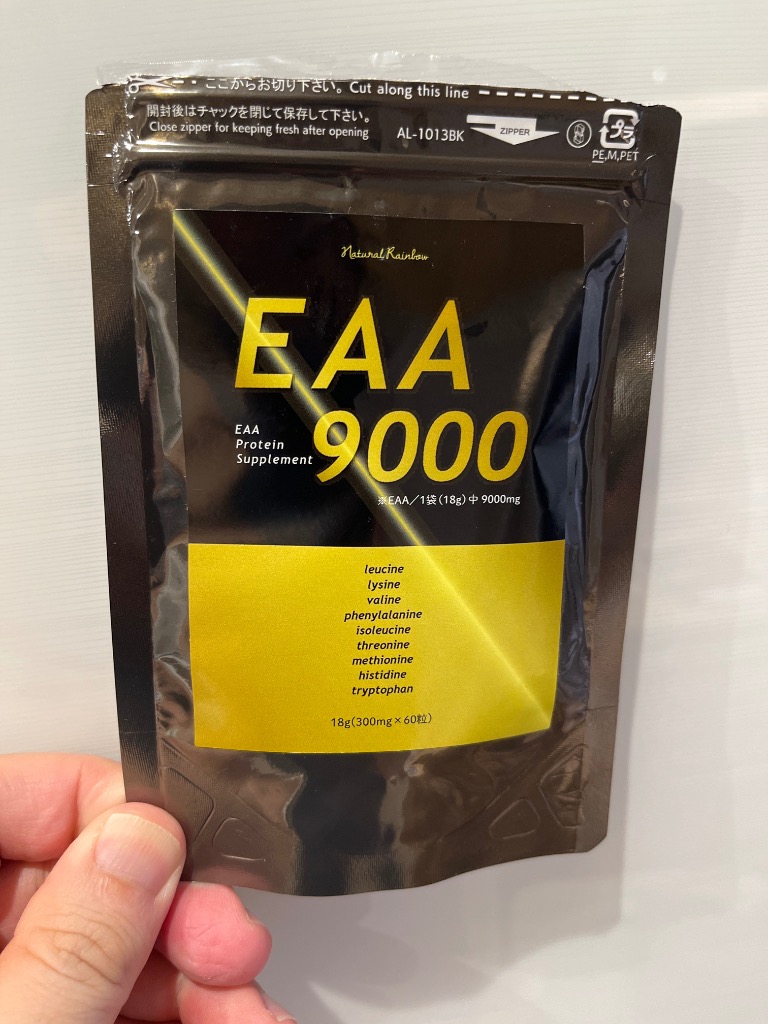 ここからお切り下さい。 Cut along this line
開封後はチャックを閉じて保存して下さい。
Close zipper for keeping fresh after opening
AL-1013BK
ZIPPER
プラ
PE,M,PET
Natural Rainbow
EAA
9000
EAA
Protein
Supplement
※EAA／1袋(18g)中 9000mg
leucine
lysine
valine
phenylalanine
isoleucine
threonine
methionine
histidine
tryptophan
18g(300mg×60粒)